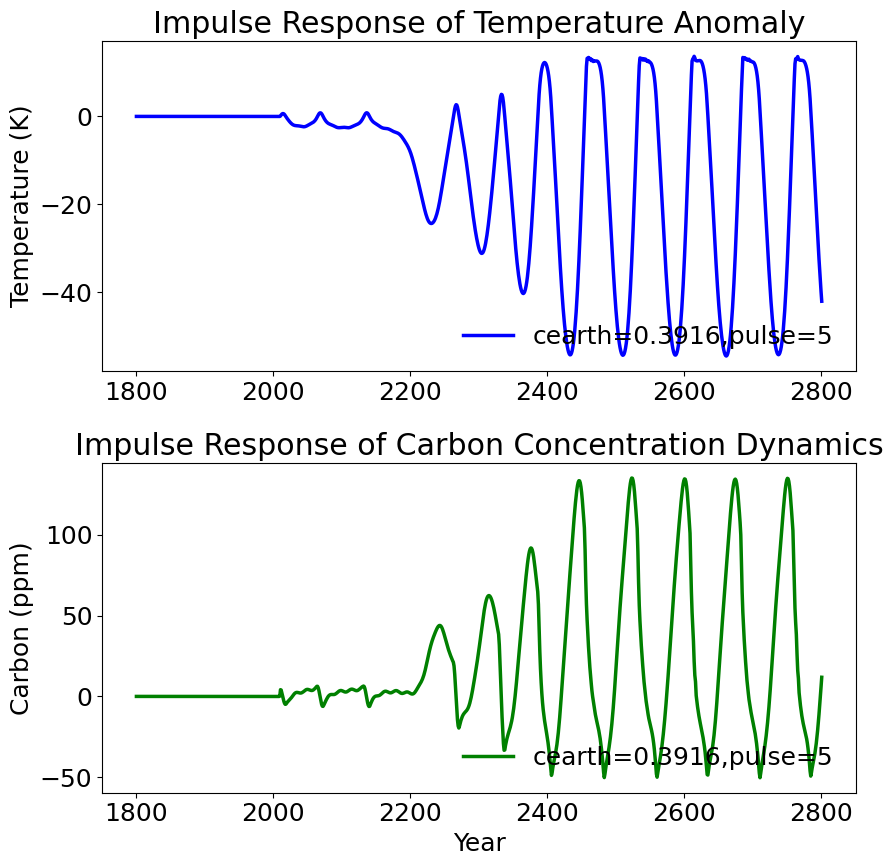 Impulse Response of Temperature Anomaly
Temperature (K)
0
−20
−40
cearth=0.3916,pulse=5
1800 2000 2200 2400 2600 2800
Impulse Response of Carbon Concentration Dynamics
Carbon (ppm)
100
50
0
−50
cearth=0.3916,pulse=5
1800 2000 2200 2400 2600 2800
Year